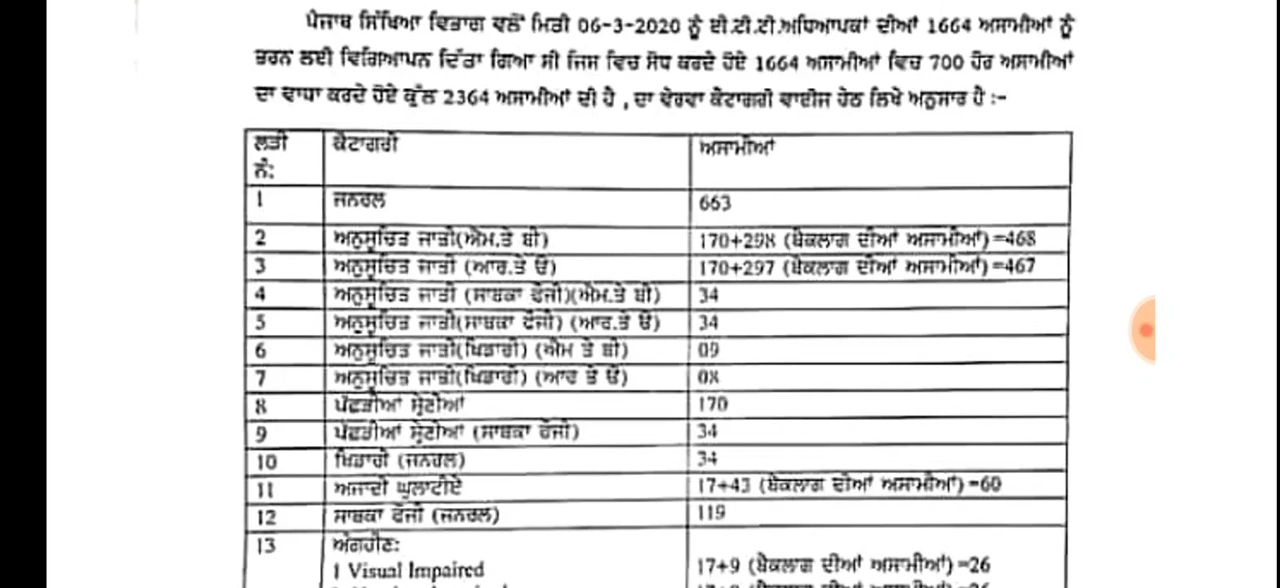 ਪੰਜਾਬ ਸਿੱਖਿਆ ਵਿਭਾਗ ਵਲੋਂ ਮਿਤੀ 06-3-2020 ਨੂੰ ਈ.ਟੀ.ਟੀ.ਅਧਿਆਪਕਾਂ ਦੀਆਂ 1664 ਅਸਾਮੀਆਂ ਨੂੰ
ਭਰਨ ਲਈ ਵਿਗਿਆਪਨ ਦਿੱਤਾ ਗਿਆ ਸੀ ਜਿਸ ਵਿਚ ਸੋਧ ਕਰਦੇ ਹੋਏ 1664 ਅਸਾਮੀਆਂ ਵਿਚ 700 ਹੋਰ ਅਸਾਮੀਆਂ
ਦਾ ਵਾਧਾ ਕਰਦੇ ਹੋਏ ਕੁੱਲ 2364 ਅਸਾਮੀਆਂ ਦੀ ਹੈ , ਦਾ ਵੇਰਵਾ ਕੈਟਾਗਰੀ ਵਾਈਜ ਹੇਠ ਲਿਖੇ ਅਨੁਸਾਰ ਹੈ :-
ਲੜੀ ਨੰ: ਕੈਟਾਗਰੀ ਅਸਾਮੀਆਂ
1 ਜਨਰਲ 663
2 ਅਨੁਸੂਚਿਤ ਜਾਤੀ(ਐਮ.ਤੇ ਬੀ) 170+298 (ਬੈਕਲਾਗ ਦੀਆਂ ਅਸਾਮੀਆਂ) =468
3 ਅਨੁਸੂਚਿਤ ਜਾਤੀ (ਆਰ.ਤੇ ਓ) 170+297 (ਬੈਕਲਾਗ ਦੀਆਂ ਅਸਾਮੀਆਂ) =467
4 ਅਨੁਸੂਚਿਤ ਜਾਤੀ (ਸਾਬਕਾ ਫੌਜੀ)(ਐਮ.ਤੇ ਬੀ) 34
5 ਅਨੁਸੂਚਿਤ ਜਾਤੀ(ਸਾਬਕਾ ਫੌਜੀ) (ਆਰ.ਤੇ ਓ) 34
6 ਅਨੁਸੂਚਿਤ ਜਾਤੀ(ਖਿਡਾਰੀ) (ਐਮ ਤੇ ਬੀ) 09
7 ਅਨੁਸੂਚਿਤ ਜਾਤੀ(ਖਿਡਾਰੀ) (ਆਰ ਤੇ ਓ) 08
8 ਪੱਛੜੀਆਂ ਸ੍ਰੇਣੀਆਂ 170
9 ਪੱਛੜੀਆਂ ਸ੍ਰੇਣੀਆਂ (ਸਾਬਕਾ ਫੌਜੀ) 34
10 ਖਿਡਾਰੀ (ਜਨਰਲ) 34
11 ਅਜਾਦੀ ਘੁਲਾਟੀਏ 17+43 (ਬੈਕਲਾਗ ਦੀਆਂ ਅਸਾਮੀਆਂ) =60
12 ਸਾਬਕਾ ਫੌਜੀ (ਜਨਰਲ) 119
13 ਅੰਗਹੀਣ:
1 Visual Impaired 17+9 (ਬੈਕਲਾਗ ਦੀਆਂ ਅਸਾਮੀਆਂ) =26